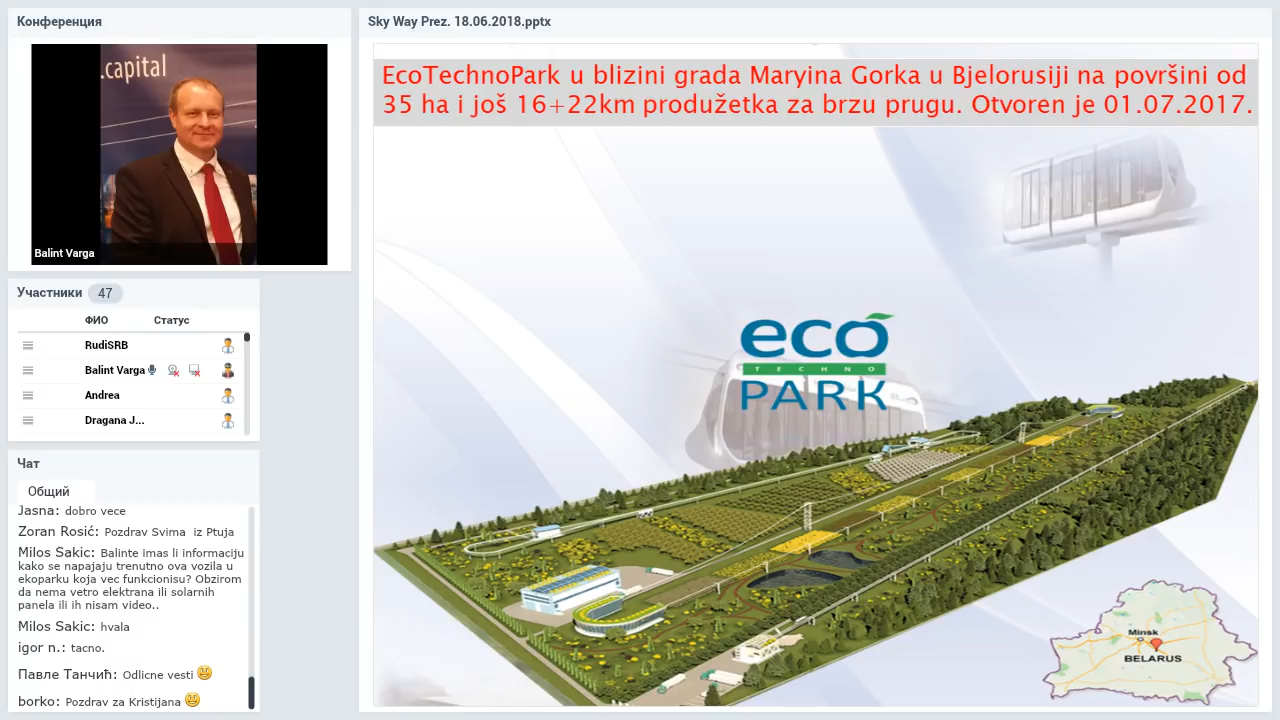 Конференция
.capital
Balint Varga
Участники 47
ФИО Статус
RudiSRB
Balint Varga
Andrea
Dragana J...
Чат
Общий
Jasna: dobro vece
Zoran Rosić: Pozdrav Svima iz Ptuja
Milos Sakic: Balinte imas li informaciju
kako se napajaju trenutno ova vozila u
ekoparku koja vec funkcionisu? Obzirom
da nema vetro elektrana ili solarnih
panela ili ih nisam video..
Milos Sakic: hvala
igor n.: tacno.
Павле Танчић: Odlicne vesti
borko: Pozdrav za Kristijana
Sky Way Prez. 18.06.2018.pptx
EcoTechnoPark u blizini grada Maryina Gorka u Bjelorusiji na površini od
35 ha i još 16+22km produžetka za brzu prugu. Otvoren je 01.07.2017.
eco
TECHNO
PARK
Minsk
BELARUS